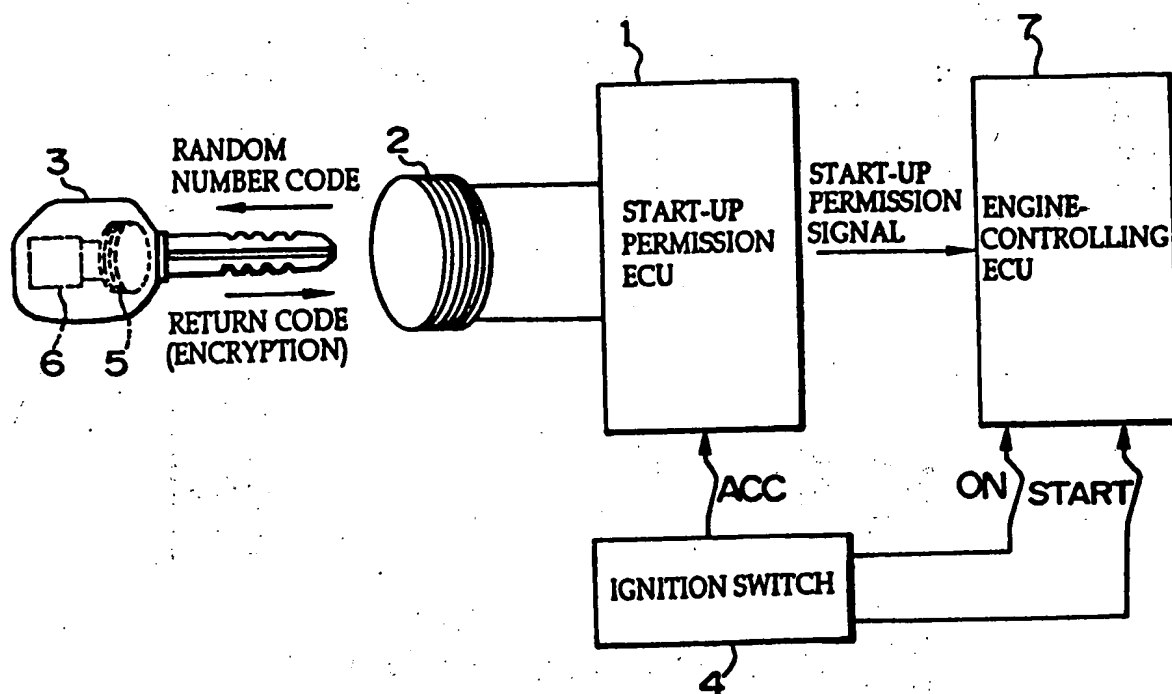 1
7
3
RANDOM
NUMBER CODE
2
START-UP
PERMISSION
ECU
START-UP
PERMISSION
SIGNAL
ENGINE-
CONTROLLING
ECU
6
5
RETURN CODE
(ENCRYPTION)
ACC
ON
START
IGNITION SWITCH
4